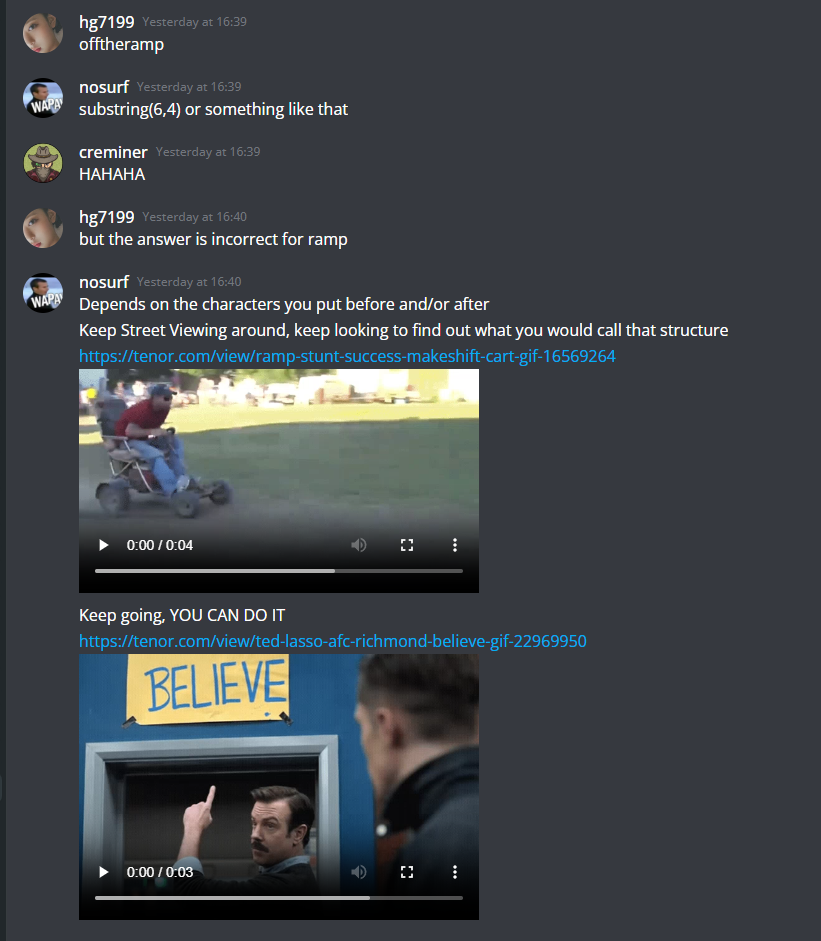 hg7199 Yesterday at 16:39
offtheramp
WAPA
nosurf Yesterday at 16:39
substring(6,4) or something like that
creminer Yesterday at 16:39
HAHAHA
hg7199 Yesterday at 16:40
but the answer is incorrect for ramp
WAPA
nosurf Yesterday at 16:40
Depends on the characters you put before and/or after
Keep Street Viewing around, keep looking to find out what you would call that structure
https://tenor.com/view/ramp-stunt-success-makeshift-cart-gif-16569264
0:00 / 0:04
Keep going, YOU CAN DO IT
https://tenor.com/view/ted-lasso-afc-richmond-believe-gif-22969950
BELIEVE
0:00 / 0:03